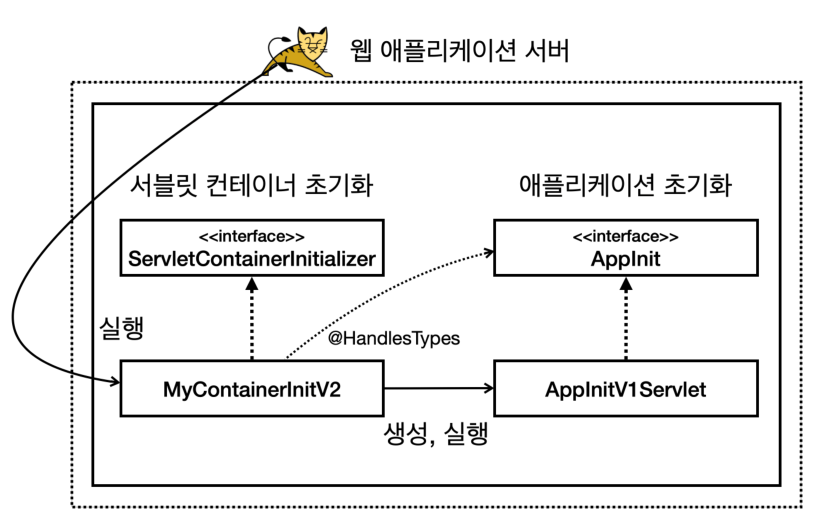 웹 애플리케이션 서버
서블릿 컨테이너 초기화
애플리케이션 초기화
<<interface>>
ServletContainerInitializer
<<interface>>
AppInit
실행
@HandlesTypes
MyContainerInitV2
AppInitV1Servlet
생성, 실행